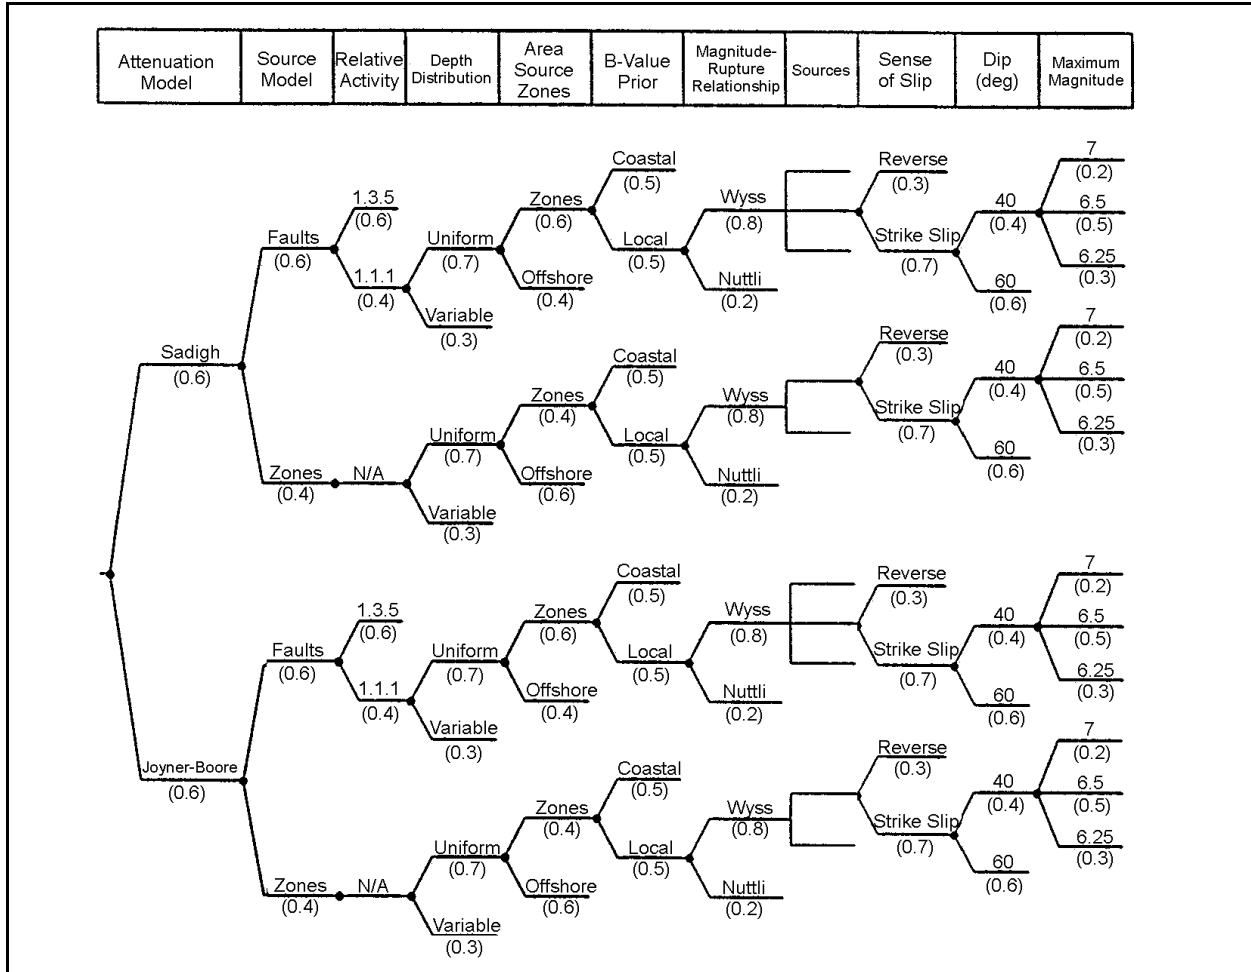 Attenuation
Model
Source
Model
Relative
Activity
Depth
Distribution
Area
Source
Zones
B-Value
Prior
Magnitude-
Rupture
Relationship
Sources
Sense
of Slip
Dip
(deg)
Maximum
Magnitude
Sadigh
(0.6)
Faults
(0.6)
1.3.5
(0.6)
1.1.1
(0.4)
Uniform
(0.7)
Variable
(0.3)
Zones
(0.6)
Offshore
(0.4)
Coastal
(0.5)
Local
(0.5)
Wyss
(0.8)
Nuttli
(0.2)
Reverse
(0.3)
Strike Slip
(0.7)
40
(0.4)
60
(0.6)
7
(0.2)
6.5
(0.5)
6.25
(0.3)
Zones
(0.4)
N/A
Uniform
(0.7)
Variable
(0.3)
Zones
(0.4)
Offshore
(0.6)
Coastal
(0.5)
Local
(0.5)
Wyss
(0.8)
Nuttli
(0.2)
Reverse
(0.3)
Strike Slip
(0.7)
40
(0.4)
60
(0.6)
7
(0.2)
6.5
(0.5)
6.25
(0.3)
Joyner-Boore
(0.6)
Faults
(0.6)
1.3.5
(0.6)
1.1.1
(0.4)
Uniform
(0.7)
Variable
(0.3)
Zones
(0.6)
Offshore
(0.4)
Coastal
(0.5)
Local
(0.5)
Wyss
(0.8)
Nuttli
(0.2)
Reverse
(0.3)
Strike Slip
(0.7)
40
(0.4)
60
(0.6)
7
(0.2)
6.5
(0.5)
6.25
(0.3)
Zones
(0.4)
N/A
Uniform
(0.7)
Variable
(0.3)
Zones
(0.4)
Offshore
(0.6)
Coastal
(0.5)
Local
(0.5)
Wyss
(0.8)
Nuttli
(0.2)
Reverse
(0.3)
Strike Slip
(0.7)
40
(0.4)
60
(0.6)
7
(0.2)
6.5
(0.5)
6.25
(0.3)